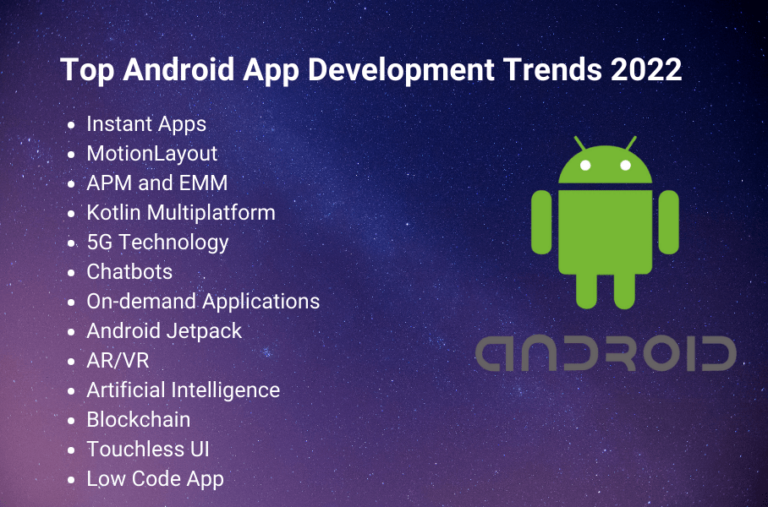 Top Android App Development Trends 2022
• Instant Apps
• MotionLayout
• APM and EMM
• Kotlin Multiplatform
• 5G Technology
• Chatbots
• On-demand Applications
• Android Jetpack
• AR/VR
• Artificial Intelligence
• Blockchain
• Touchless UI
• Low Code App
ANDROID